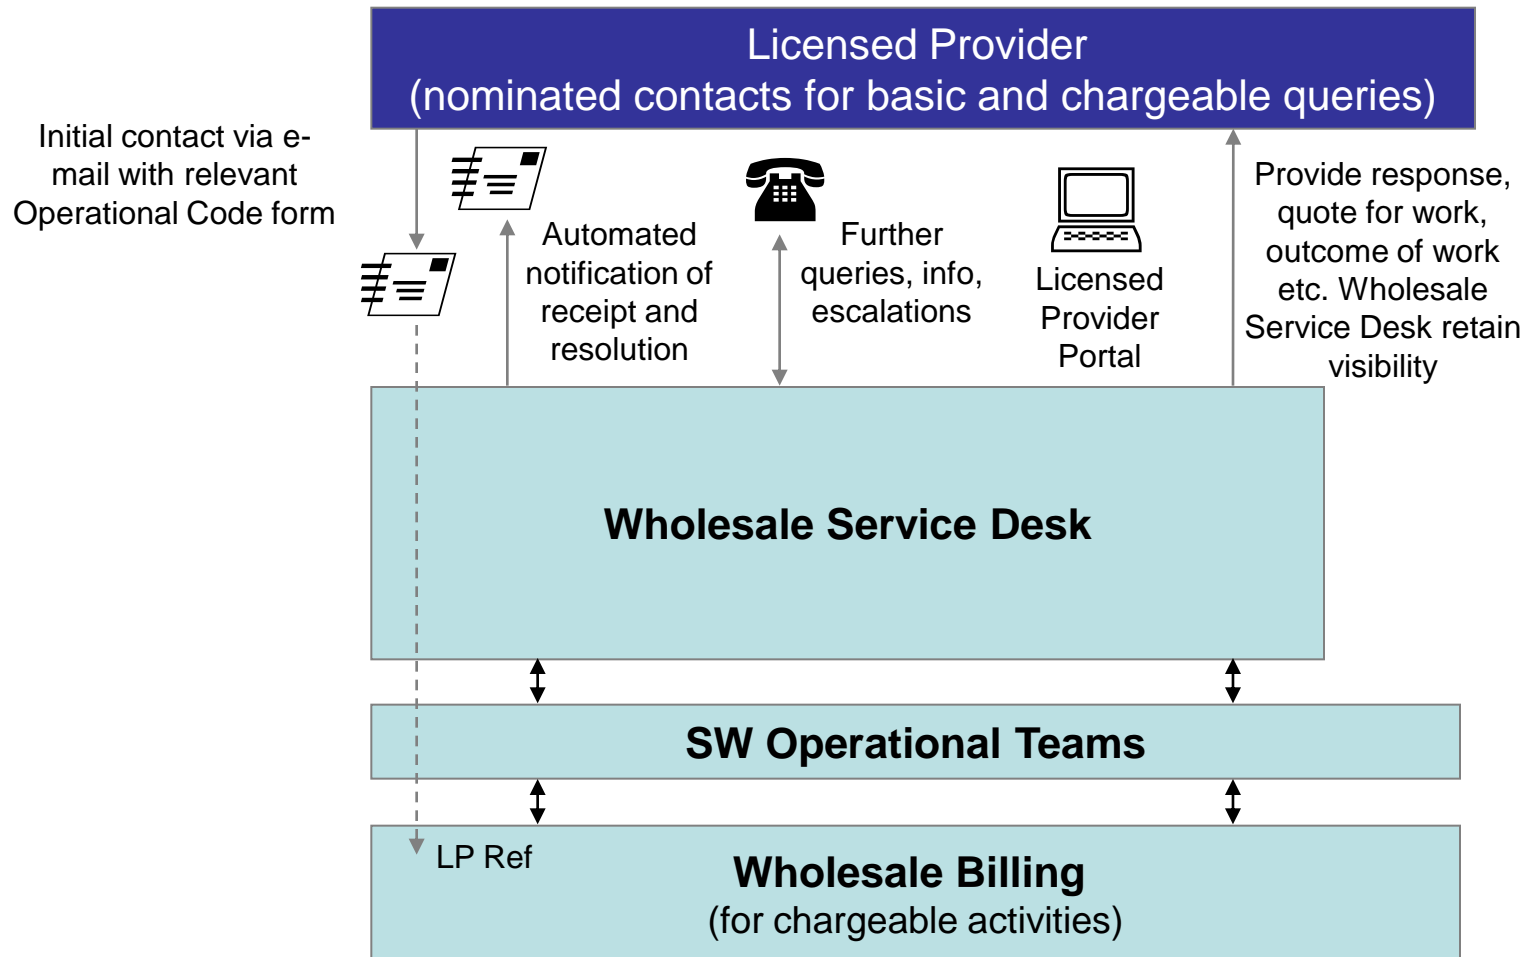 Licensed Provider
(nominated contacts for basic and chargeable queries)
Initial contact via e-
mail with relevant
Operational Code form
Automated
notification of
receipt and
resolution
Further
queries, info,
escalations
Licensed
Provider
Portal
Provide response,
quote for work,
outcome of work
etc. Wholesale
Service Desk retain
visibility
Wholesale Service Desk
SW Operational Teams
LP Ref
Wholesale Billing
(for chargeable activities)